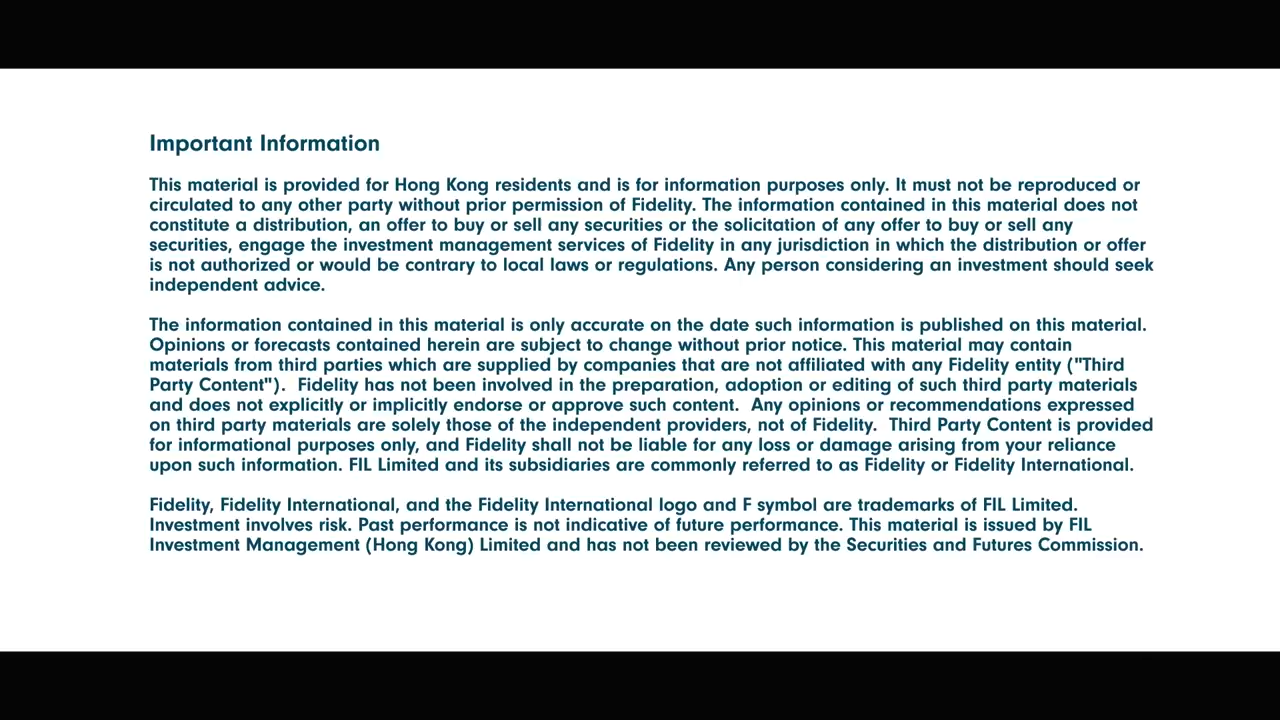 Important Information
This material is provided for Hong Kong residents and is for information purposes only. It must not be reproduced or
circulated to any other party without prior permission of Fidelity. The information contained in this material does not
constitute a distribution, an offer to buy or sell any securities or the solicitation of any offer to buy or sell any
securities, engage the investment management services of Fidelity in any jurisdiction in which the distribution or offer
is not authorized or would be contrary to local laws or regulations. Any person considering an investment should seek
independent advice.
The information contained in this material is only accurate on the date such information is published on this material.
Opinions or forecasts contained herein are subject to change without prior notice. This material may contain
materials from third parties which are supplied by companies that are not affiliated with any Fidelity entity ("Third
Party Content").  Fidelity has not been involved in the preparation, adoption or editing of such third party materials
and does not explicitly or implicitly endorse or approve such content.  Any opinions or recommendations expressed
on third party materials are solely those of the independent providers, not of Fidelity.  Third Party Content is provided
for informational purposes only, and Fidelity shall not be liable for any loss or damage arising from your reliance
upon such information. FIL Limited and its subsidiaries are commonly referred to as Fidelity or Fidelity International.
Fidelity, Fidelity International, and the Fidelity International logo and F symbol are trademarks of FIL Limited.
Investment involves risk. Past performance is not indicative of future performance. This material is issued by FIL
Investment Management (Hong Kong) Limited and has not been reviewed by the Securities and Futures Commission.